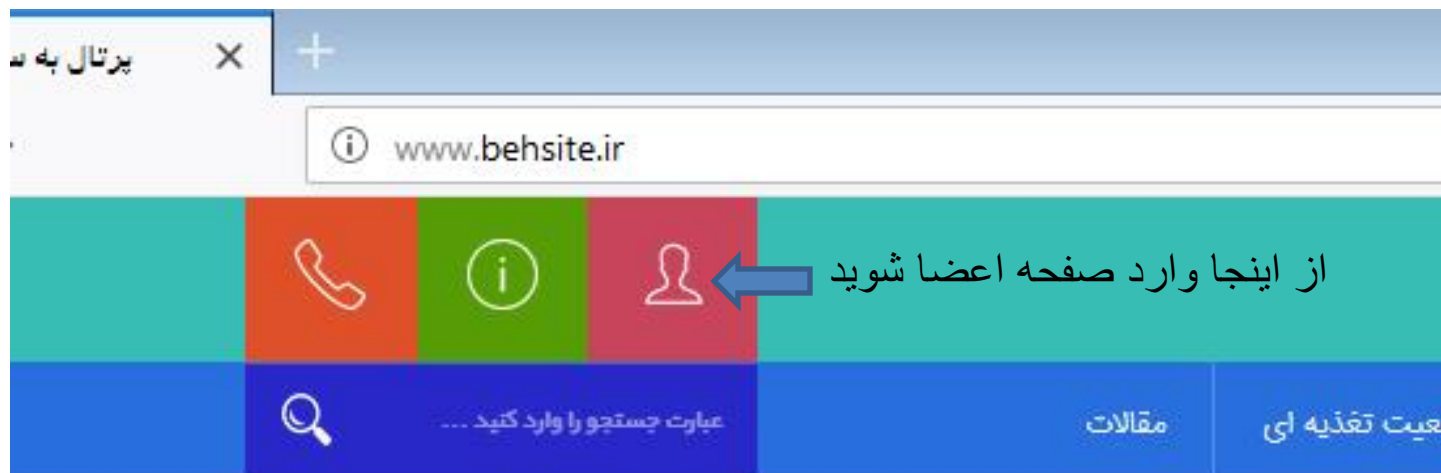 پرتال به
www.behsite.ir
از اینجا وارد صفحه اعضا شوید
عبارت جستجو را وارد کنید ...
مقالات
تغذیه ای